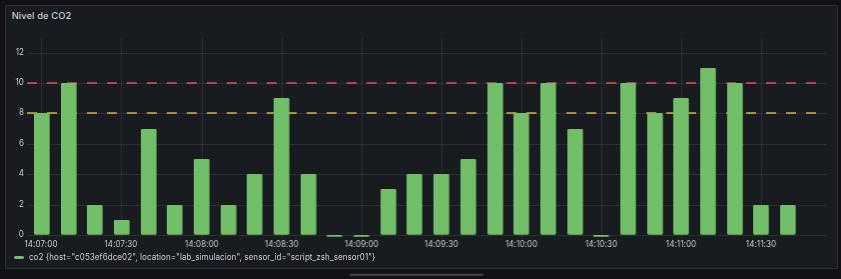 Nivel de CO2
12
10
8
6
4
2
0
14:07:00 14:07:30 14:08:00 14:08:30 14:09:00 14:09:30 14:10:00 14:10:30 14:11:00 14:11:30
co2 {host="c053ef6dce02", location="lab_simulacion", sensor_id="script_zsh_sensor01"}